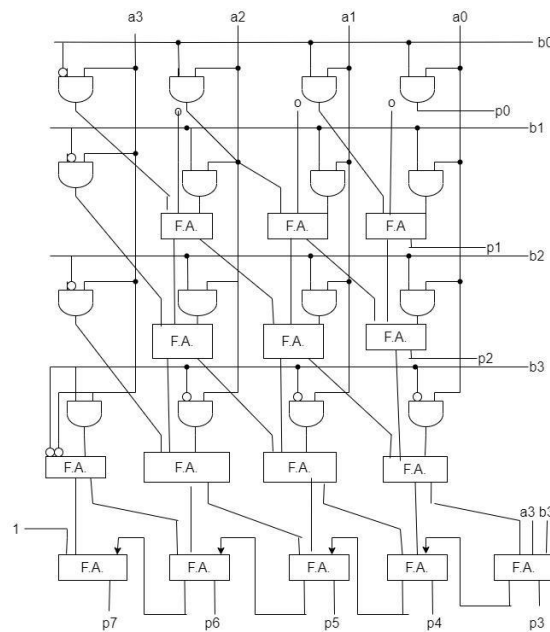 a3 a2 a1 a0
b0
o o o
p0
b1
F.A. F.A. F.A.
p1
b2
F.A. F.A. F.A.
p2
b3
F.A. F.A. F.A. F.A.
a3 b3
1
F.A. F.A. F.A. F.A. F.A.
p7 p6 p5 p4 p3